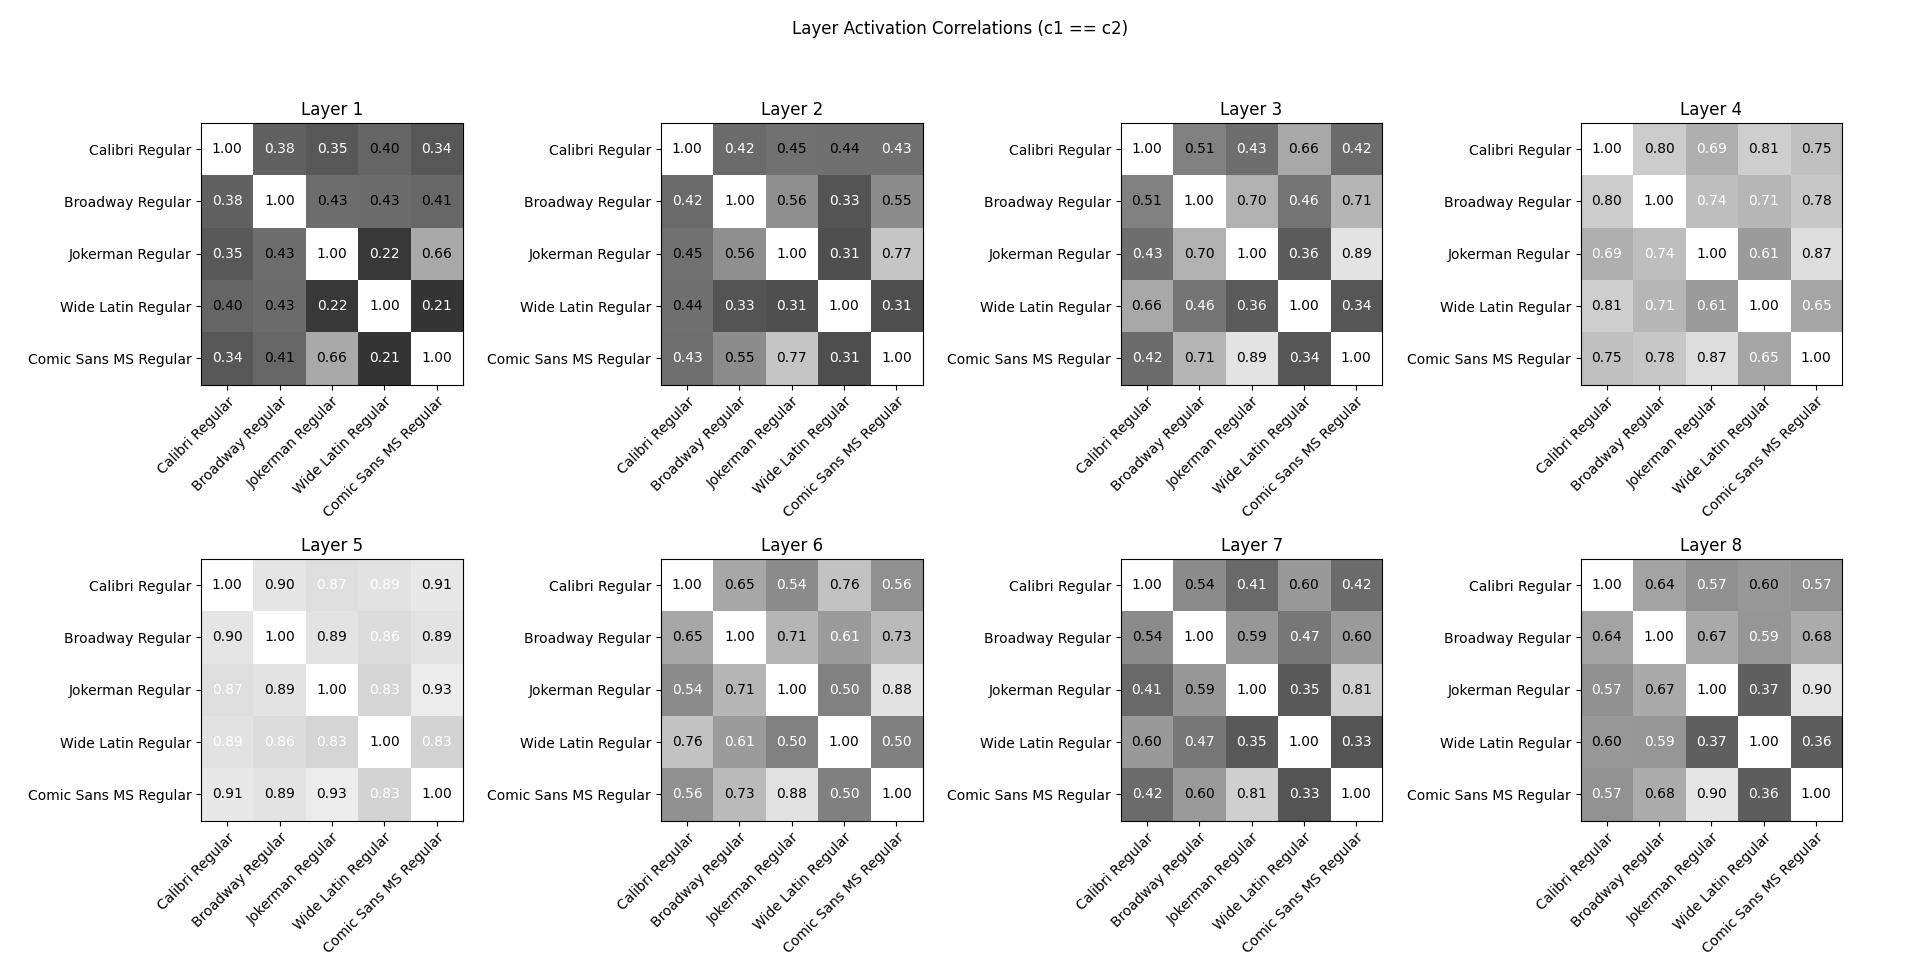 Layer Activation Correlations (c1 == c2)
Layer 1
Calibri Regular 1.00 0.38 0.35 0.40 0.34
Broadway Regular 0.38 1.00 0.43 0.43 0.41
Jokerman Regular 0.35 0.43 1.00 0.22 0.66
Wide Latin Regular 0.40 0.43 0.22 1.00 0.21
Comic Sans MS Regular 0.34 0.41 0.66 0.21 1.00
Calibri Regular
Broadway Regular
Jokerman Regular
Wide Latin Regular
Comic Sans MS Regular
Layer 2
Calibri Regular 1.00 0.42 0.45 0.44 0.43
Broadway Regular 0.42 1.00 0.56 0.33 0.55
Jokerman Regular 0.45 0.56 1.00 0.31 0.77
Wide Latin Regular 0.44 0.33 0.31 1.00 0.31
Comic Sans MS Regular 0.43 0.55 0.77 0.31 1.00
Calibri Regular
Broadway Regular
Jokerman Regular
Wide Latin Regular
Comic Sans MS Regular
Layer 3
Calibri Regular 1.00 0.51 0.43 0.66 0.42
Broadway Regular 0.51 1.00 0.70 0.46 0.71
Jokerman Regular 0.43 0.70 1.00 0.36 0.89
Wide Latin Regular 0.66 0.46 0.36 1.00 0.34
Comic Sans MS Regular 0.42 0.71 0.89 0.34 1.00
Calibri Regular
Broadway Regular
Jokerman Regular
Wide Latin Regular
Comic Sans MS Regular
Layer 4
Calibri Regular 1.00 0.80 0.69 0.81 0.75
Broadway Regular 0.80 1.00 0.74 0.71 0.78
Jokerman Regular 0.69 0.74 1.00 0.61 0.87
Wide Latin Regular 0.81 0.71 0.61 1.00 0.65
Comic Sans MS Regular 0.75 0.78 0.87 0.65 1.00
Calibri Regular
Broadway Regular
Jokerman Regular
Wide Latin Regular
Comic Sans MS Regular
Layer 5
Calibri Regular 1.00 0.90 0.87 0.89 0.91
Broadway Regular 0.90 1.00 0.89 0.86 0.89
Jokerman Regular 0.87 0.89 1.00 0.83 0.93
Wide Latin Regular 0.89 0.86 0.83 1.00 0.83
Comic Sans MS Regular 0.91 0.89 0.93 0.83 1.00
Calibri Regular
Broadway Regular
Jokerman Regular
Wide Latin Regular
Comic Sans MS Regular
Layer 6
Calibri Regular 1.00 0.65 0.54 0.76 0.56
Broadway Regular 0.65 1.00 0.71 0.61 0.73
Jokerman Regular 0.54 0.71 1.00 0.50 0.88
Wide Latin Regular 0.76 0.61 0.50 1.00 0.50
Comic Sans MS Regular 0.56 0.73 0.88 0.50 1.00
Calibri Regular
Broadway Regular
Jokerman Regular
Wide Latin Regular
Comic Sans MS Regular
Layer 7
Calibri Regular 1.00 0.54 0.41 0.60 0.42
Broadway Regular 0.54 1.00 0.59 0.47 0.60
Jokerman Regular 0.41 0.59 1.00 0.35 0.81
Wide Latin Regular 0.60 0.47 0.35 1.00 0.33
Comic Sans MS Regular 0.42 0.60 0.81 0.33 1.00
Calibri Regular
Broadway Regular
Jokerman Regular
Wide Latin Regular
Comic Sans MS Regular
Layer 8
Calibri Regular 1.00 0.64 0.57 0.60 0.57
Broadway Regular 0.64 1.00 0.67 0.59 0.68
Jokerman Regular 0.57 0.67 1.00 0.37 0.90
Wide Latin Regular 0.60 0.59 0.37 1.00 0.36
Comic Sans MS Regular 0.57 0.68 0.90 0.36 1.00
Calibri Regular
Broadway Regular
Jokerman Regular
Wide Latin Regular
Comic Sans MS Regular